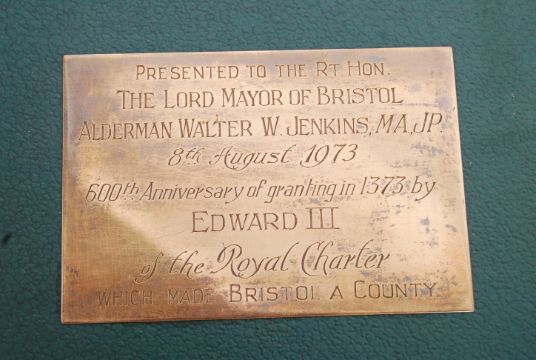 PRESENTED TO THE RT. HON.
THE LORD MAYOR OF BRISTOL
ALDERMAN WALTER W. JENKINS, MA, JP.
8th August 1973
600th Anniversary of granting in 1373 by
EDWARD III
of the Royal Charter
WHICH MADE BRISTOL A COUNTY.